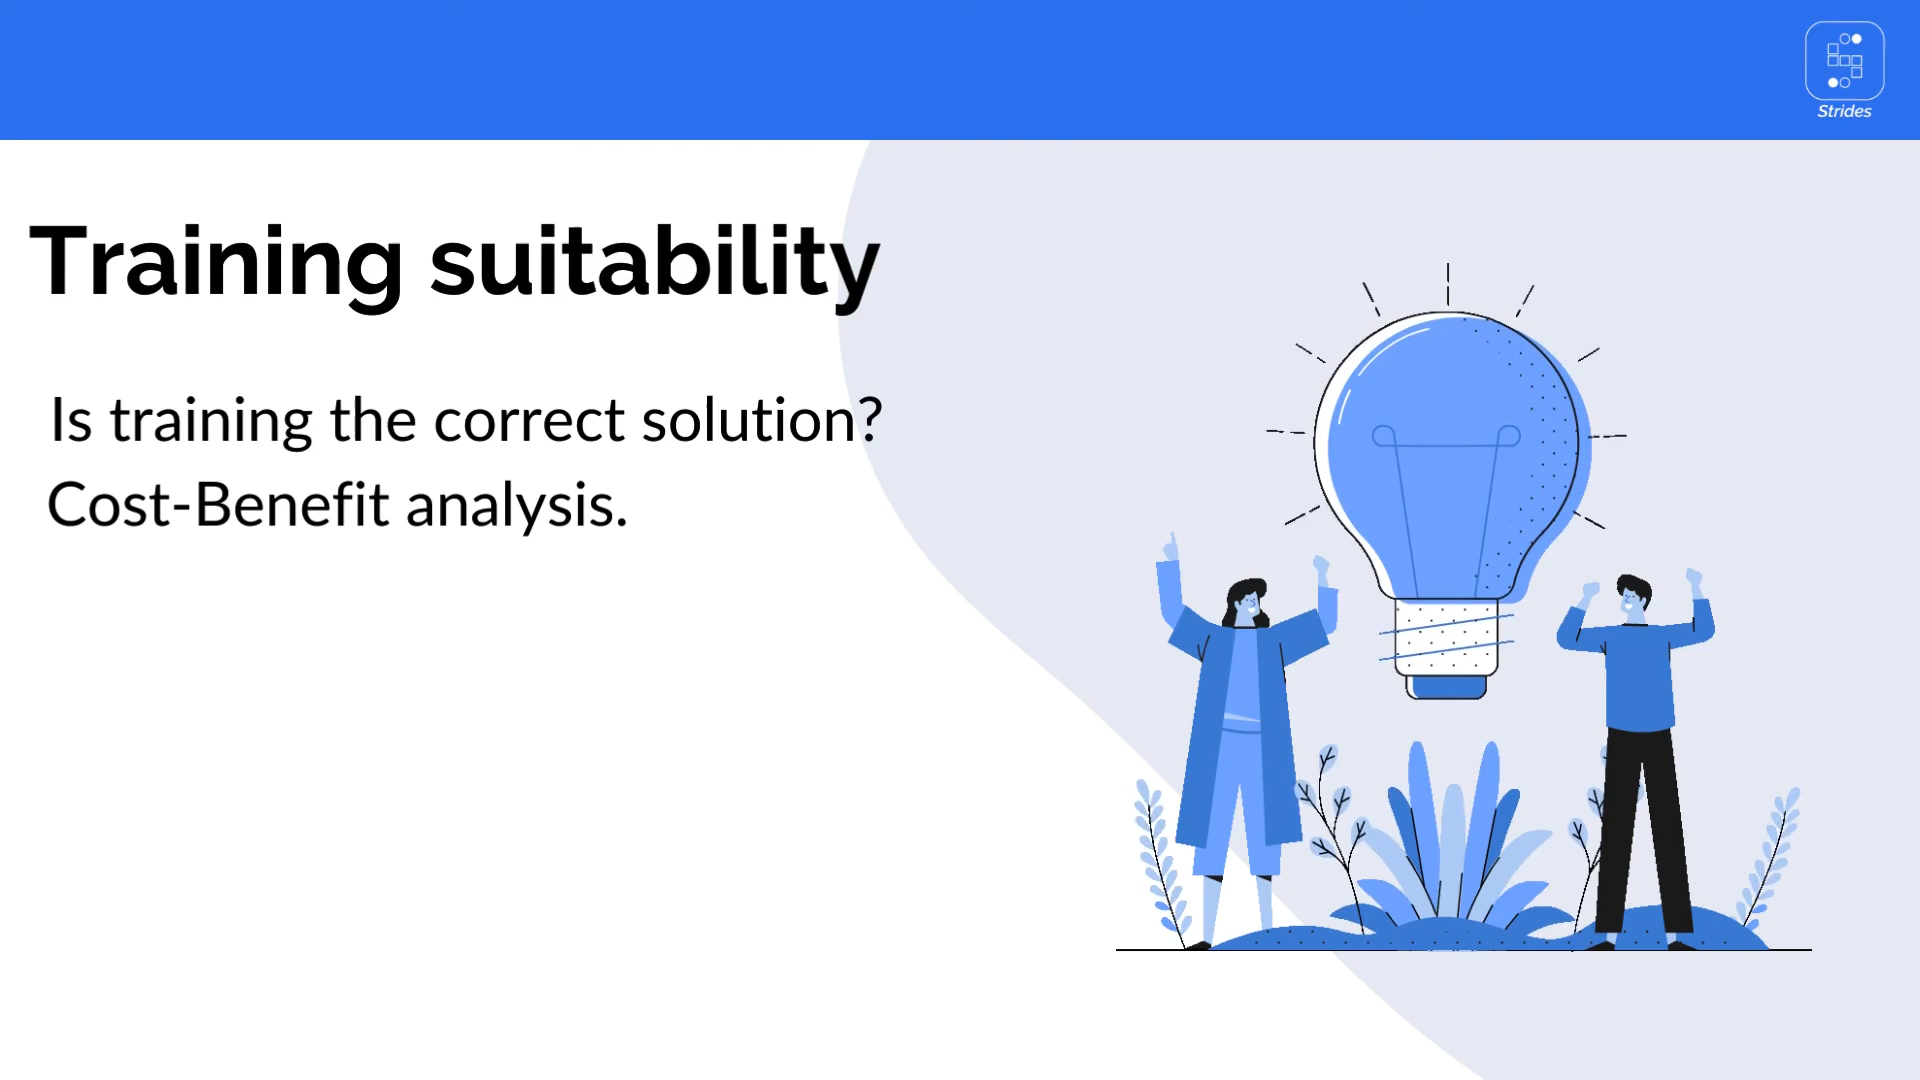 Strides
Training suitability
Is training the correct solution?
Cost-Benefit analysis.